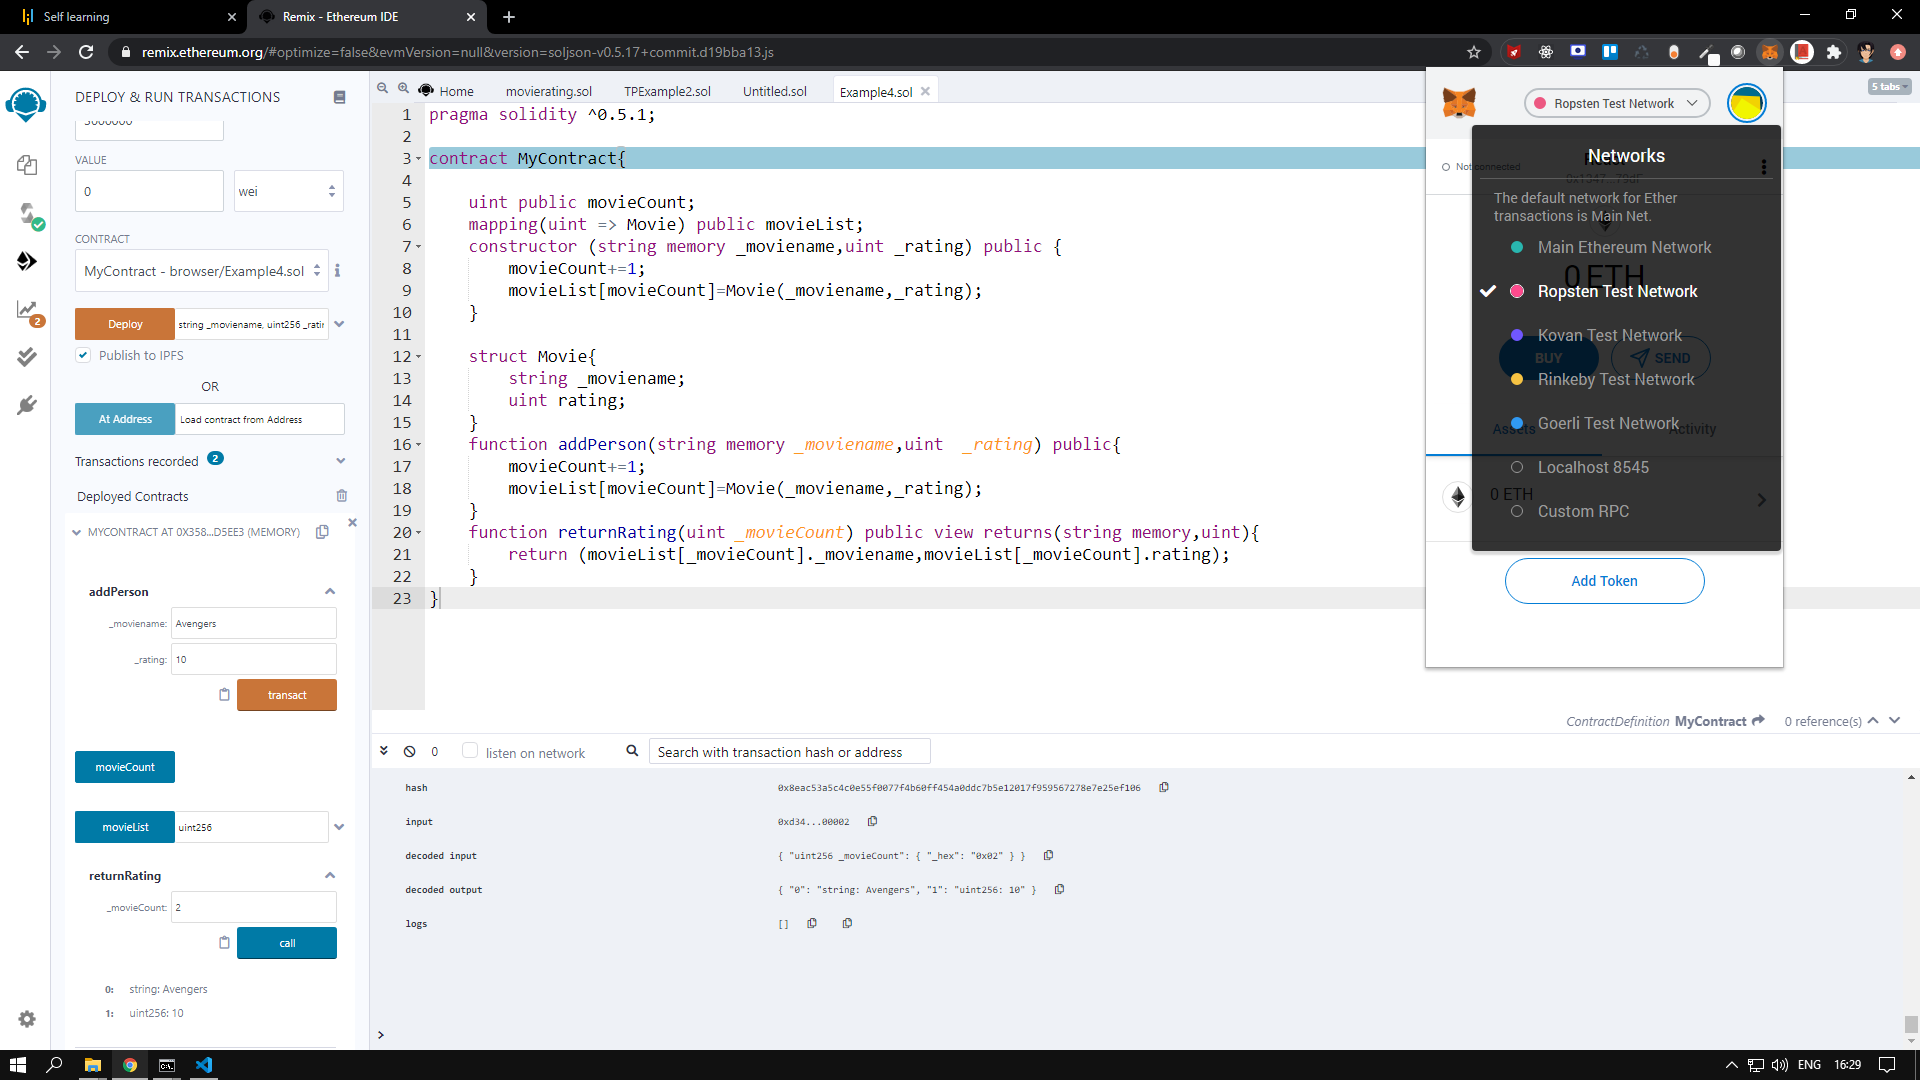 Self learning
Remix - Ethereum IDE
remix.ethereum.org/#optimize=false&evmVersion=null&version=soljson-v0.5.17+commit.d19bba13.js
DEPLOY & RUN TRANSACTIONS
3000000
VALUE
0
wei
CONTRACT
MyContract - browser/Example4.sol
Deploy
string _moviename, uint256 _ratin
Publish to IPFS
OR
At Address
Load contract from Address
Transactions recorded 2
Deployed Contracts
MYCONTRACT AT 0X358...D5EE3 (MEMORY)
addPerson
_moviename: Avengers
_rating: 10
transact
movieCount
movieList
uint256
returnRating
_movieCount: 2
call
0: string: Avengers
1: uint256: 10
2
Home
movierating.sol
TPExample2.sol
Untitled.sol
Example4.sol
5 tabs
1 pragma solidity ^0.5.1;
2
3 contract MyContract{
4
5 uint public movieCount;
6 mapping(uint => Movie) public movieList;
7 constructor (string memory _moviename,uint _rating) public {
8 movieCount+=1;
9 movieList[movieCount]=Movie(_moviename,_rating);
10 }
11
12 struct Movie{
13 string _moviename;
14 uint rating;
15 }
16 function addPerson(string memory _moviename,uint _rating) public{
17 movieCount+=1;
18 movieList[movieCount]=Movie(_moviename,_rating);
19 }
20 function returnRating(uint _movieCount) public view returns(string memory,uint){
21 return (movieList[_movieCount]._moviename,movieList[_movieCount].rating);
22 }
23 }
ContractDefinition MyContract
0 reference(s)
0
listen on network
Search with transaction hash or address
hash 0x8eac53a5c4c0e55f0077f4b60ff454a0ddc7b5e12017f959567278e7e25ef106
input 0xd34...00002
decoded input { "uint256 _movieCount": { "_hex": "0x02" } }
decoded output { "0": "string: Avengers", "1": "uint256: 10" }
logs []
>
Ropsten Test Network
Not connected
Networks
The default network for Ether
transactions is Main Net.
Main Ethereum Network
0 ETH
Ropsten Test Network
Kovan Test Network
BUY
SEND
Rinkeby Test Network
Assets
Goerli Test Network
Activity
Localhost 8545
0 ETH
Custom RPC
Add Token
ENG
16:29